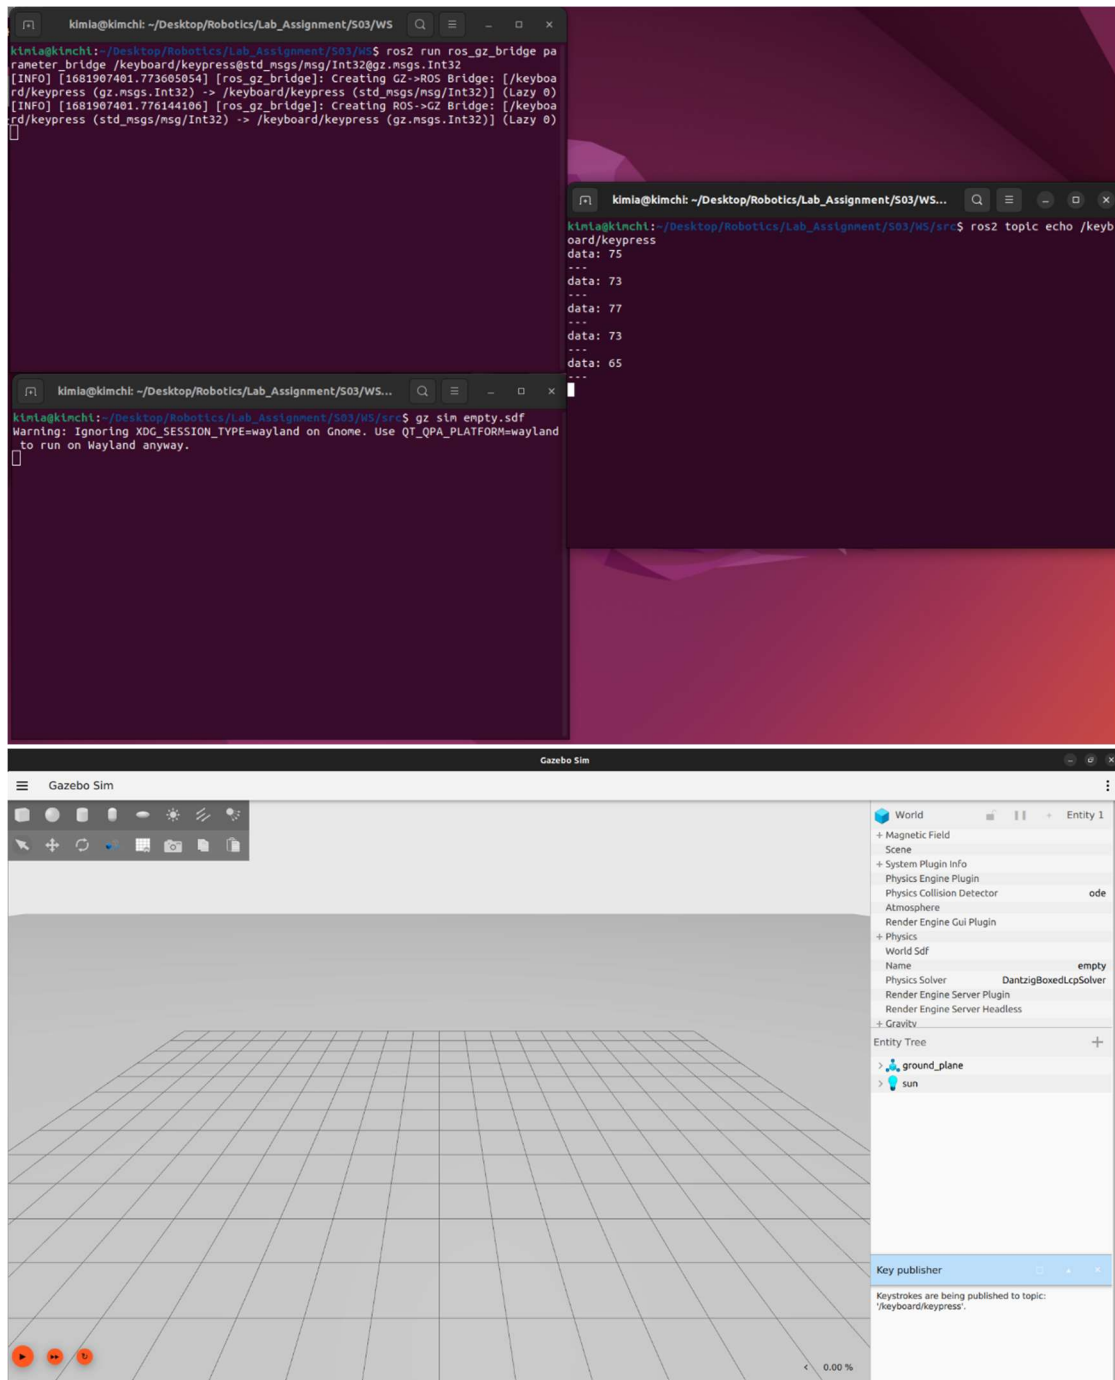 kimia@kimchi: ~/Desktop/Robotics/Lab_Assignment/S03/WS
kimia@kimchi:~/Desktop/Robotics/Lab_Assignment/S03/WS$ ros2 run ros_gz_bridge pa
rameter_bridge /keyboard/keypress@std_msgs/msg/Int32@gz.msgs.Int32
[INFO] [1681907401.773605054] [ros_gz_bridge]: Creating GZ->ROS Bridge: [/keyboa
rd/keypress (gz.msgs.Int32) -> /keyboard/keypress (std_msgs/msg/Int32)] (Lazy 0)
[INFO] [1681907401.776144106] [ros_gz_bridge]: Creating ROS->GZ Bridge: [/keyboa
rd/keypress (std_msgs/msg/Int32) -> /keyboard/keypress (gz.msgs.Int32)] (Lazy 0)
kimia@kimchi: ~/Desktop/Robotics/Lab_Assignment/S03/WS...
kimia@kimchi:~/Desktop/Robotics/Lab_Assignment/S03/WS/src$ ros2 topic echo /keyb
oard/keypress
data: 75
---
data: 73
---
data: 77
---
data: 73
---
data: 65
---
kimia@kimchi: ~/Desktop/Robotics/Lab_Assignment/S03/WS...
kimia@kimchi:~/Desktop/Robotics/Lab_Assignment/S03/WS/src$ gz sim empty.sdf
Warning: Ignoring XDG_SESSION_TYPE=wayland on Gnome. Use QT_QPA_PLATFORM=wayland
to run on Wayland anyway.
Gazebo Sim
Gazebo Sim
World Entity 1
+ Magnetic Field
Scene
+ System Plugin Info
Physics Engine Plugin
Physics Collision Detector ode
Atmosphere
Render Engine Gui Plugin
+ Physics
World Sdf
Name empty
Physics Solver DantzigBoxedLcpSolver
Render Engine Server Plugin
Render Engine Server Headless
+ Gravity
Entity Tree
ground_plane
sun
Key publisher
Keystrokes are being published to topic:
'/keyboard/keypress'.
0.00 %